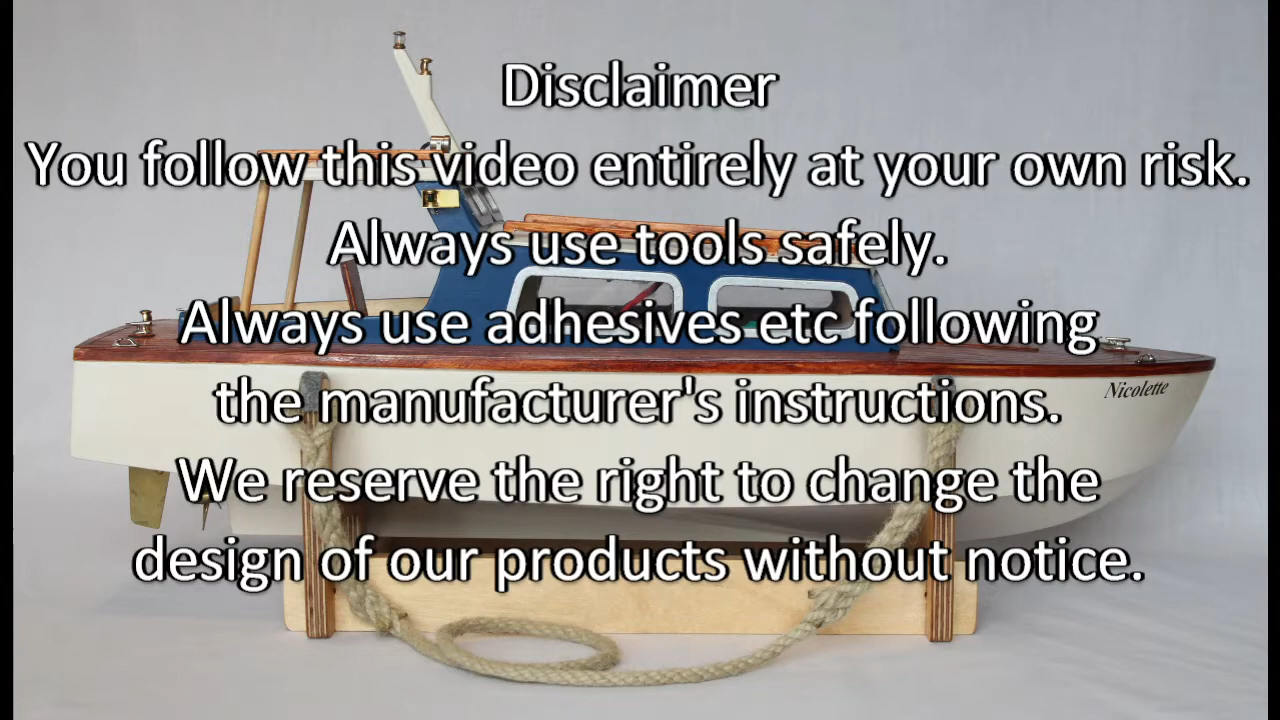 Disclaimer
You follow this video entirely at your own risk.
Always use tools safely.
Always use adhesives etc following
the manufacturer's instructions.
We reserve the right to change the
design of our products without notice.
Nicolette